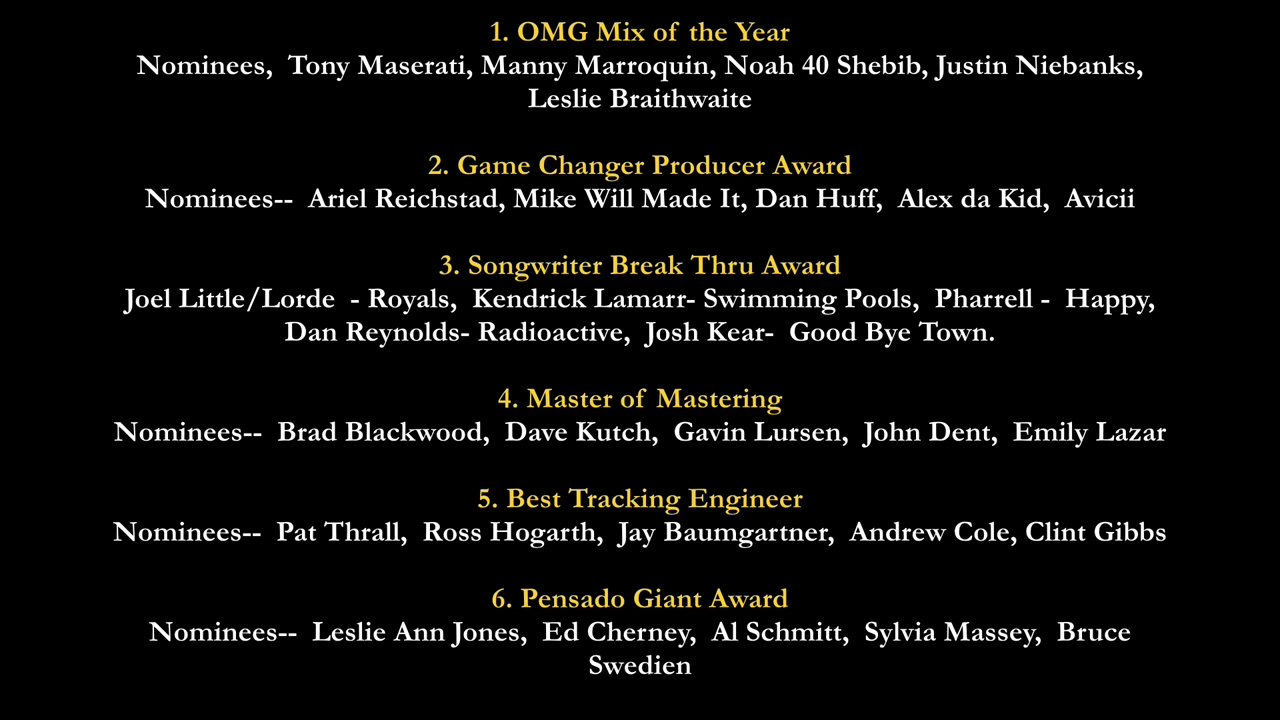 1. OMG Mix of the Year
Nominees,  Tony Maserati, Manny Marroquin, Noah 40 Shebib, Justin Niebanks,
Leslie Braithwaite
2. Game Changer Producer Award
Nominees--  Ariel Reichstad, Mike Will Made It, Dan Huff,  Alex da Kid,  Avicii
3. Songwriter Break Thru Award
Joel Little/Lorde  - Royals,  Kendrick Lamarr- Swimming Pools,  Pharrell -  Happy,
Dan Reynolds- Radioactive,  Josh Kear-  Good Bye Town.
4. Master of Mastering
Nominees--  Brad Blackwood,  Dave Kutch,  Gavin Lursen,  John Dent,  Emily Lazar
5. Best Tracking Engineer
Nominees--  Pat Thrall,  Ross Hogarth,  Jay Baumgartner,  Andrew Cole, Clint Gibbs
6. Pensado Giant Award
Nominees--  Leslie Ann Jones,  Ed Cherney,  Al Schmitt,  Sylvia Massey,  Bruce
Swedien